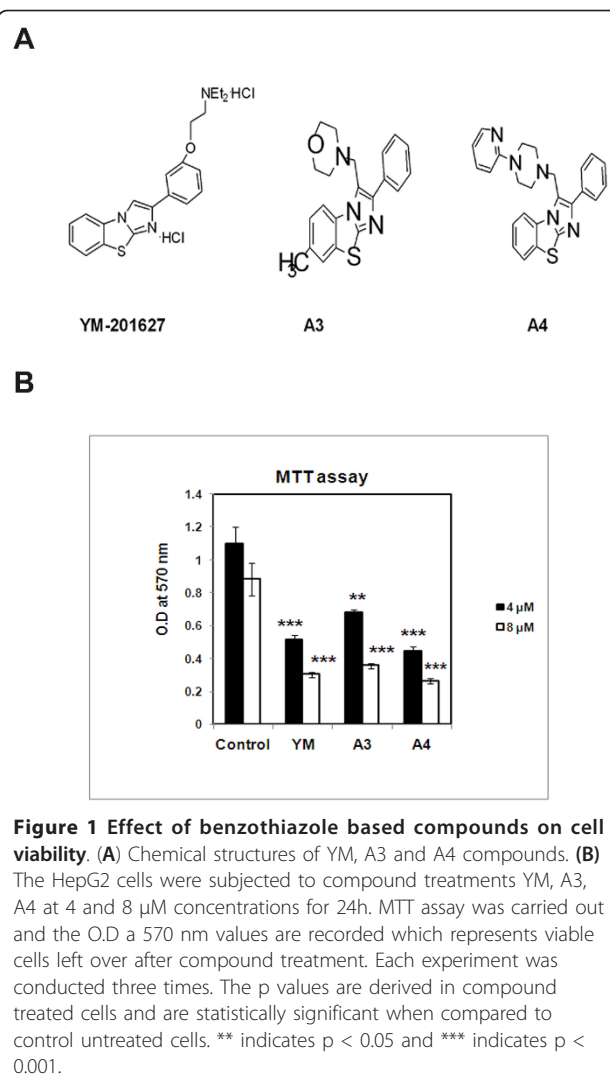 A
NEt2·HCl
O
N
N
·HCl
S
O
N
N
N
S
H3C
N
N
N
N
N
S
YM-201627
A3
A4
B
MTT assay
1.4
1.2
1
0.8
0.6
0.4
0.2
0
O.D at 570 nm
***
***
**
***
***
***
4 µM
8 µM
Control YM A3 A4
Figure 1 Effect of benzothiazole based compounds on cell
viability. (A) Chemical structures of YM, A3 and A4 compounds. (B)
The HepG2 cells were subjected to compound treatments YM, A3,
A4 at 4 and 8 µM concentrations for 24h. MTT assay was carried out
and the O.D a 570 nm values are recorded which represents viable
cells left over after compound treatment. Each experiment was
conducted three times. The p values are derived in compound
treated cells and are statistically significant when compared to
control untreated cells. ** indicates p < 0.05 and *** indicates p <
0.001.